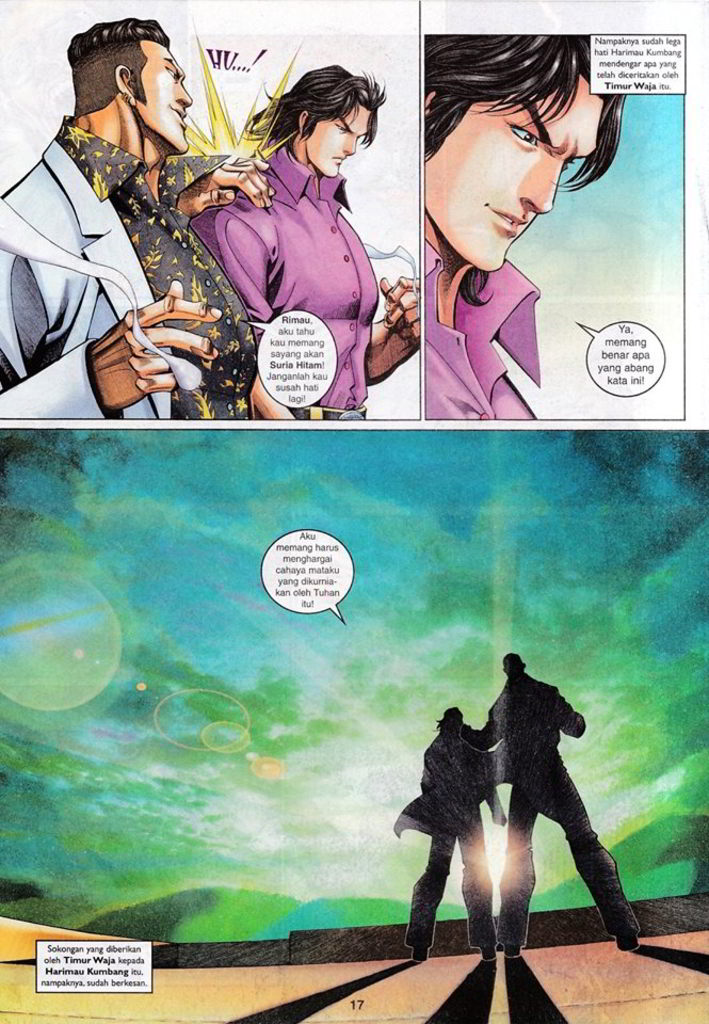 HU...!
Rimau,
aku tahu
kau memang
sayang akan
Suria Hitam!
Janganlah kau
susah hati
lagi!
Nampaknya sudah lega
hati Harimau Kumbang
mendengar apa yang
telah diceritakan oleh
Timur Waja itu.
Ya,
memang
benar apa
yang abang
kata ini!
Aku
memang harus
menghargai
cahaya mataku
yang dikurnia-
kan oleh Tuhan
itu!
Sokongan yang diberikan
oleh Timur Waja kepada
Harimau Kumbang itu,
nampaknya, sudah berkesan.
17